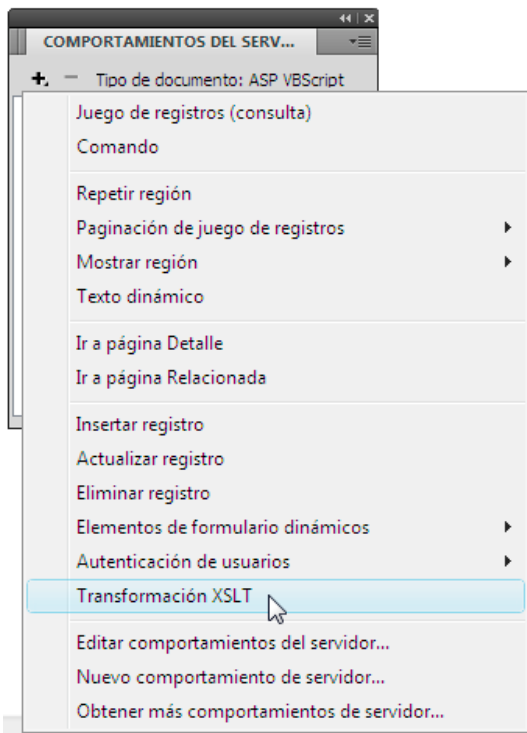 COMPORTAMIENTOS DEL SERV...
Tipo de documento: ASP VBScript
Juego de registros (consulta)
Comando
Repetir región
Paginación de juego de registros
Mostrar región
Texto dinámico
Ir a página Detalle
Ir a página Relacionada
Insertar registro
Actualizar registro
Eliminar registro
Elementos de formulario dinámicos
Autenticación de usuarios
Transformación XSLT
Editar comportamientos del servidor...
Nuevo comportamiento de servidor...
Obtener más comportamientos de servidor...